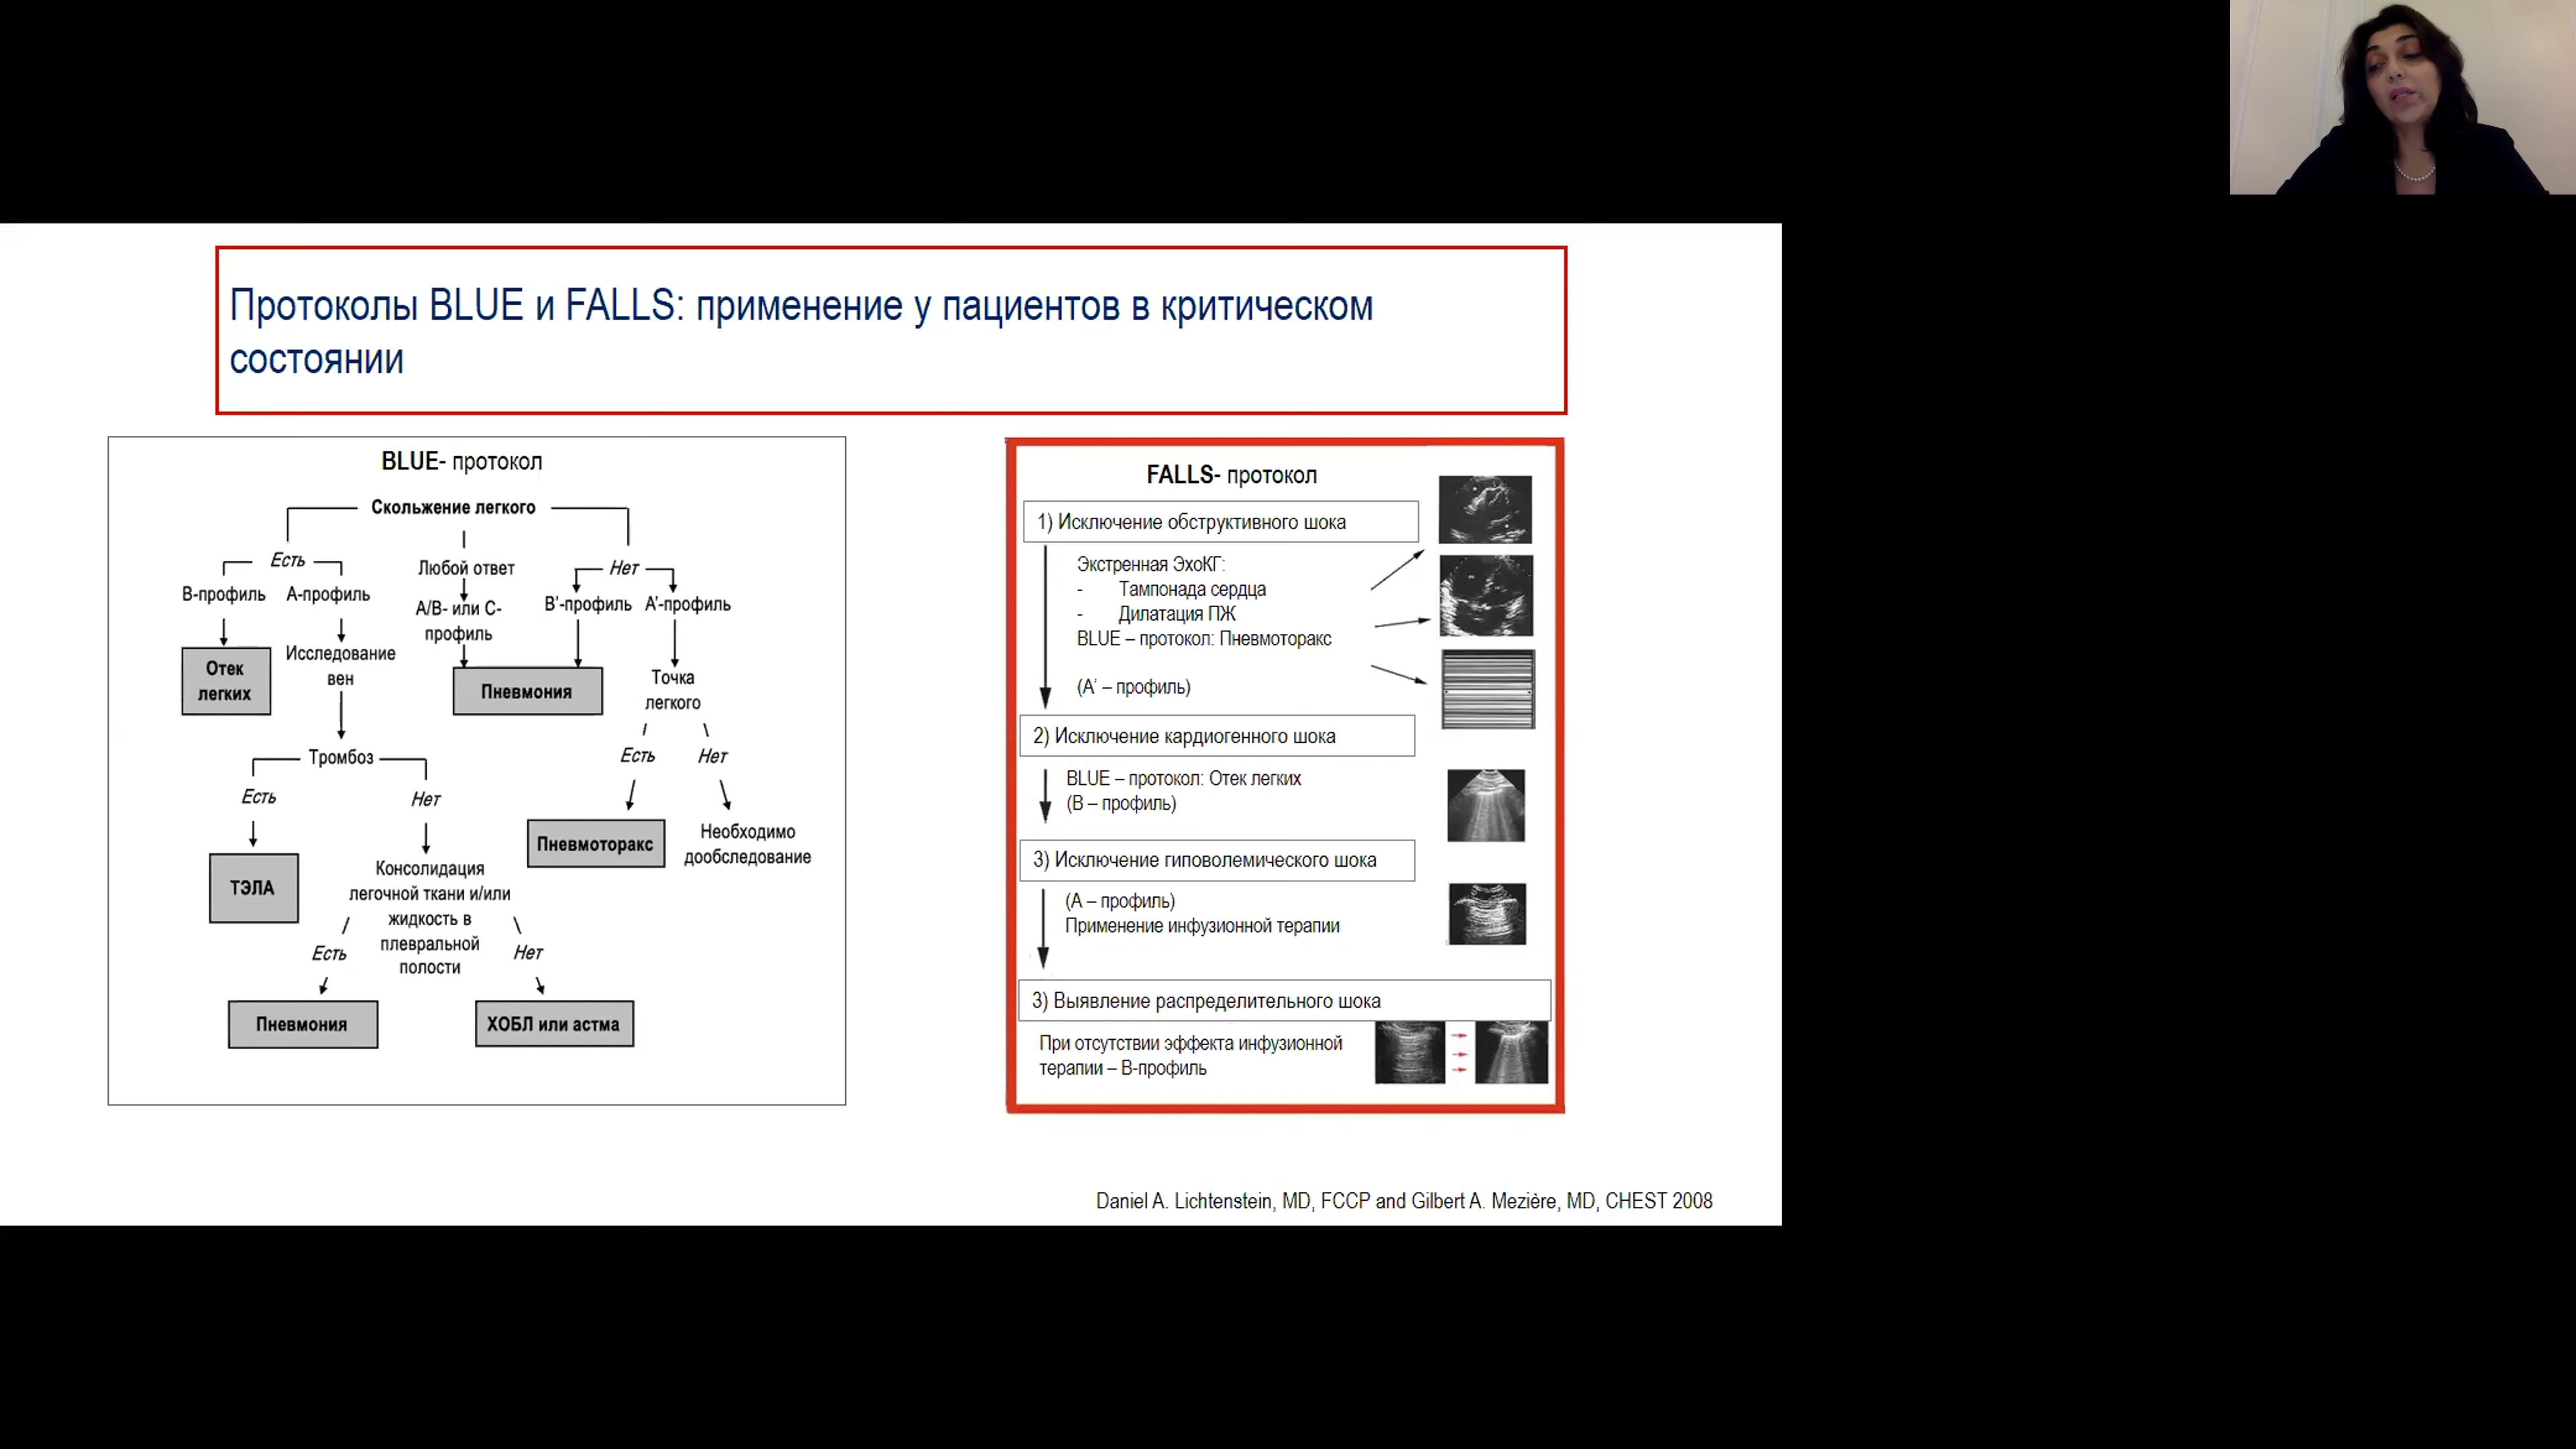 Протоколы BLUE и FALLS: применение у пациентов в критическом
состоянии
BLUE- протокол
Скольжение легкого
Есть
Любой ответ
Нет
В-профиль
А-профиль
А/В- или С-
профиль
В'-профиль
А'-профиль
Отек
легких
Исследование
вен
Пневмония
Точка
легкого
Есть
Нет
Тромбоз
Есть
Нет
Пневмоторакс
Необходимо
дообследование
ТЭЛА
Консолидация
легочной ткани и/или
жидкость в
плевральной
полости
Есть
Нет
Пневмония
ХОБЛ или астма
FALLS- протокол
1) Исключение обструктивного шока
Экстренная ЭхоКГ:
- Тампонада сердца
- Дилатация ПЖ
BLUE – протокол: Пневмоторакс
(А' – профиль)
2) Исключение кардиогенного шока
BLUE – протокол: Отек легких
(В – профиль)
3) Исключение гиповолемического шока
(А – профиль)
Применение инфузионной терапии
3) Выявление распределительного шока
При отсутствии эффекта инфузионной
терапии – В-профиль
Daniel A. Lichtenstein, MD, FCCP and Gilbert A. Mezière, MD, CHEST 2008